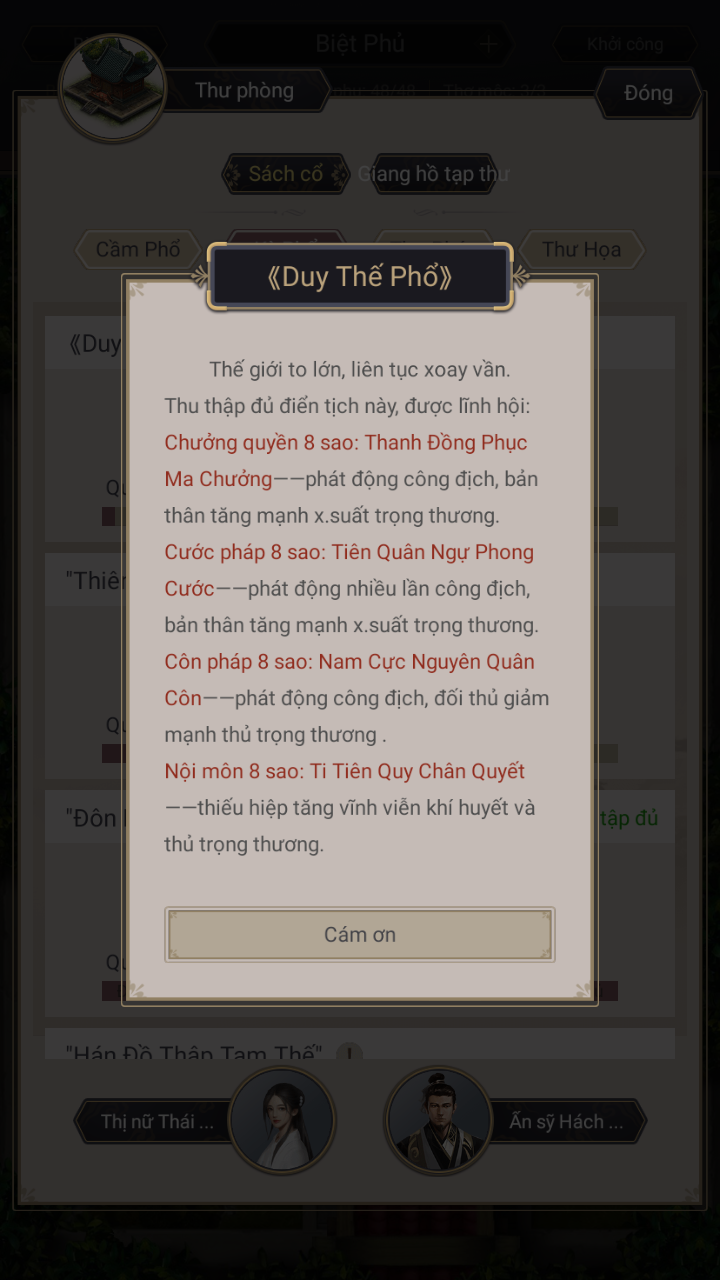 Biệt Phủ
Khởi công
Thư phòng
Đóng
Sách cổ
Giang hồ tạp thư
Cầm Phổ
Thư Họa
《Duy Thế Phổ》
《Duy
Thế giới to lớn, liên tục xoay vần.
Thu thập đủ điển tịch này, được lĩnh hội:
Chưởng quyền 8 sao: Thanh Đồng Phục
Ma Chưởng——phát động công địch, bản
thân tăng mạnh x.suất trọng thương.
Cước pháp 8 sao: Tiên Quân Ngự Phong
Cước——phát động nhiều lần công địch,
bản thân tăng mạnh x.suất trọng thương.
Côn pháp 8 sao: Nam Cực Nguyên Quân
Côn——phát động công địch, đối thủ giảm
mạnh thủ trọng thương .
Nội môn 8 sao: Ti Tiên Quy Chân Quyết
——thiếu hiệp tăng vĩnh viễn khí huyết và
thủ trọng thương.
"Thiên
"Đôn
tập đủ
Cám ơn
"Hán Đồ Thập Tam Thế"
Thị nữ Thái ...
Ẩn sỹ Hách ...